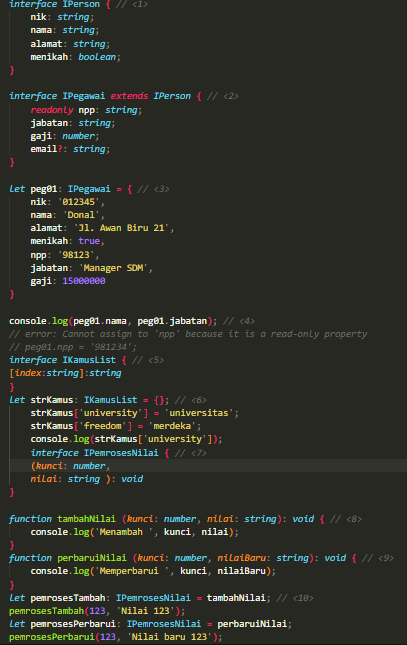 interface IPerson { // <1>
nik: string;
nama: string;
alamat: string;
menikah: boolean;
}
interface IPegawai extends IPerson { // <2>
readonly npp: string;
jabatan: string;
gaji: number;
email?: string;
}
let peg01: IPegawai = { // <3>
nik: '012345',
nama: 'Donal',
alamat: 'Jl. Awan Biru 21',
menikah: true,
npp: '98123',
jabatan: 'Manager SDM',
gaji: 15000000
}
console.log(peg01.nama, peg01.jabatan); // <4>
// error: Cannot assign to 'npp' because it is a read-only property
// peg01.npp = '981234';
interface IKamusList { // <5>
[index:string]:string
}
let strKamus: IKamusList = {}; // <6>
strKamus['university'] = 'universitas';
strKamus['freedom'] = 'merdeka';
console.log(strKamus['university']);
interface IPemrosesNilai { // <7>
(kunci: number,
nilai: string ): void
}
function tambahNilai (kunci: number, nilai: string): void { // <8>
console.log('Menambah ', kunci, nilai);
}
function perbaruiNilai (kunci: number, nilaiBaru: string): void { // <9>
console.log('Memperbarui ', kunci, nilaiBaru);
}
let pemrosesTambah: IPemrosesNilai = tambahNilai; // <10>
pemrosesTambah(123, 'Nilai 123');
let pemrosesPerbarui: IPemrosesNilai = perbaruiNilai;
pemrosesPerbarui(123, 'Nilai baru 123');